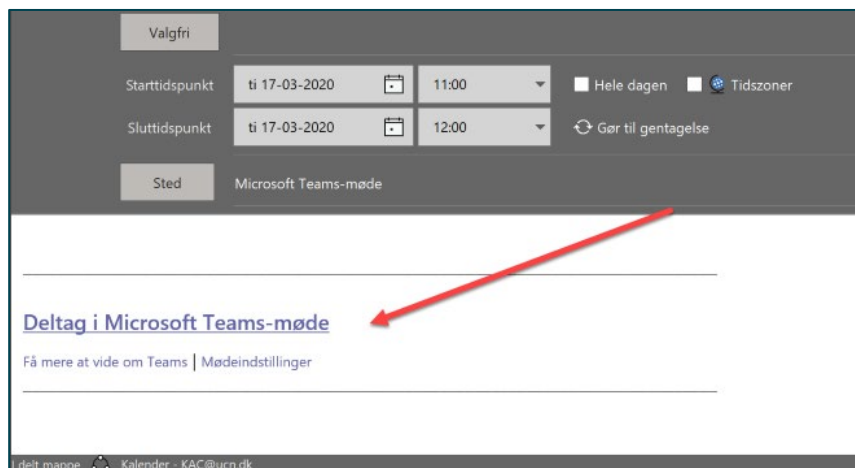 Valgfri
Starttidspunkt ti 17-03-2020 11:00 Hele dagen Tidszoner
Sluttidspunkt ti 17-03-2020 12:00 Gør til gentagelse
Sted Microsoft Teams-møde
Deltag i Microsoft Teams-møde
Få mere at vide om Teams | Mødeindstillinger
I delt mappe Kalender - KAC@ucn.dk